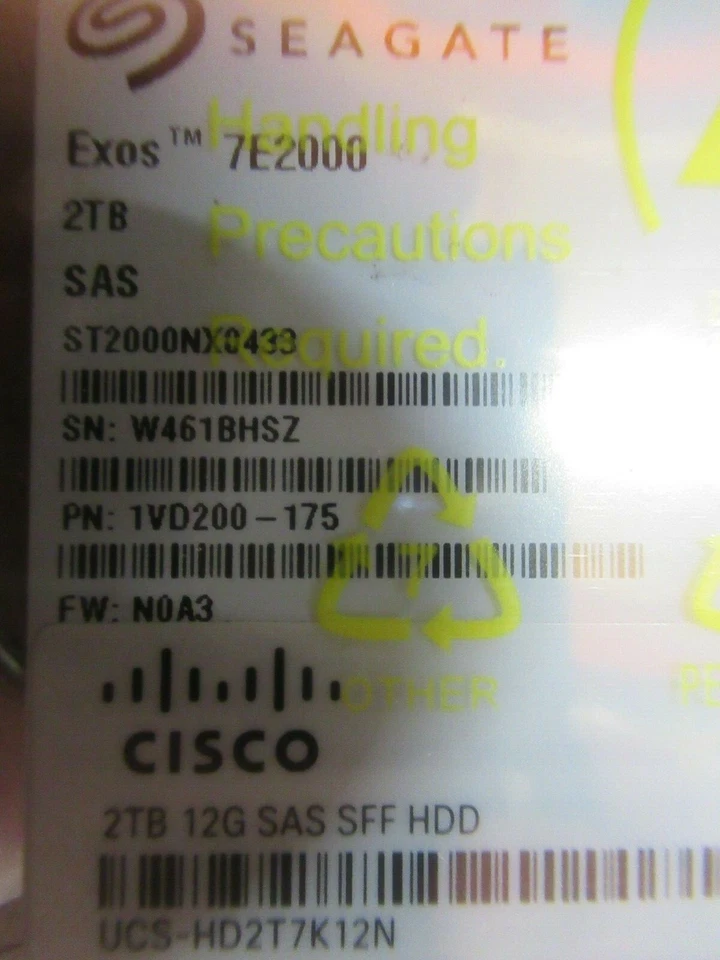 SEAGATE
Handling
Exos™ 7E2000
2TB
Precautions
SAS
Required.
ST2000NX0433
SN: W461BHSZ
PN: 1VD200-175
7
FW: N0A3
OTHER
CISCO
2TB 12G SAS SFF HDD
UCS-HD2T7K12N